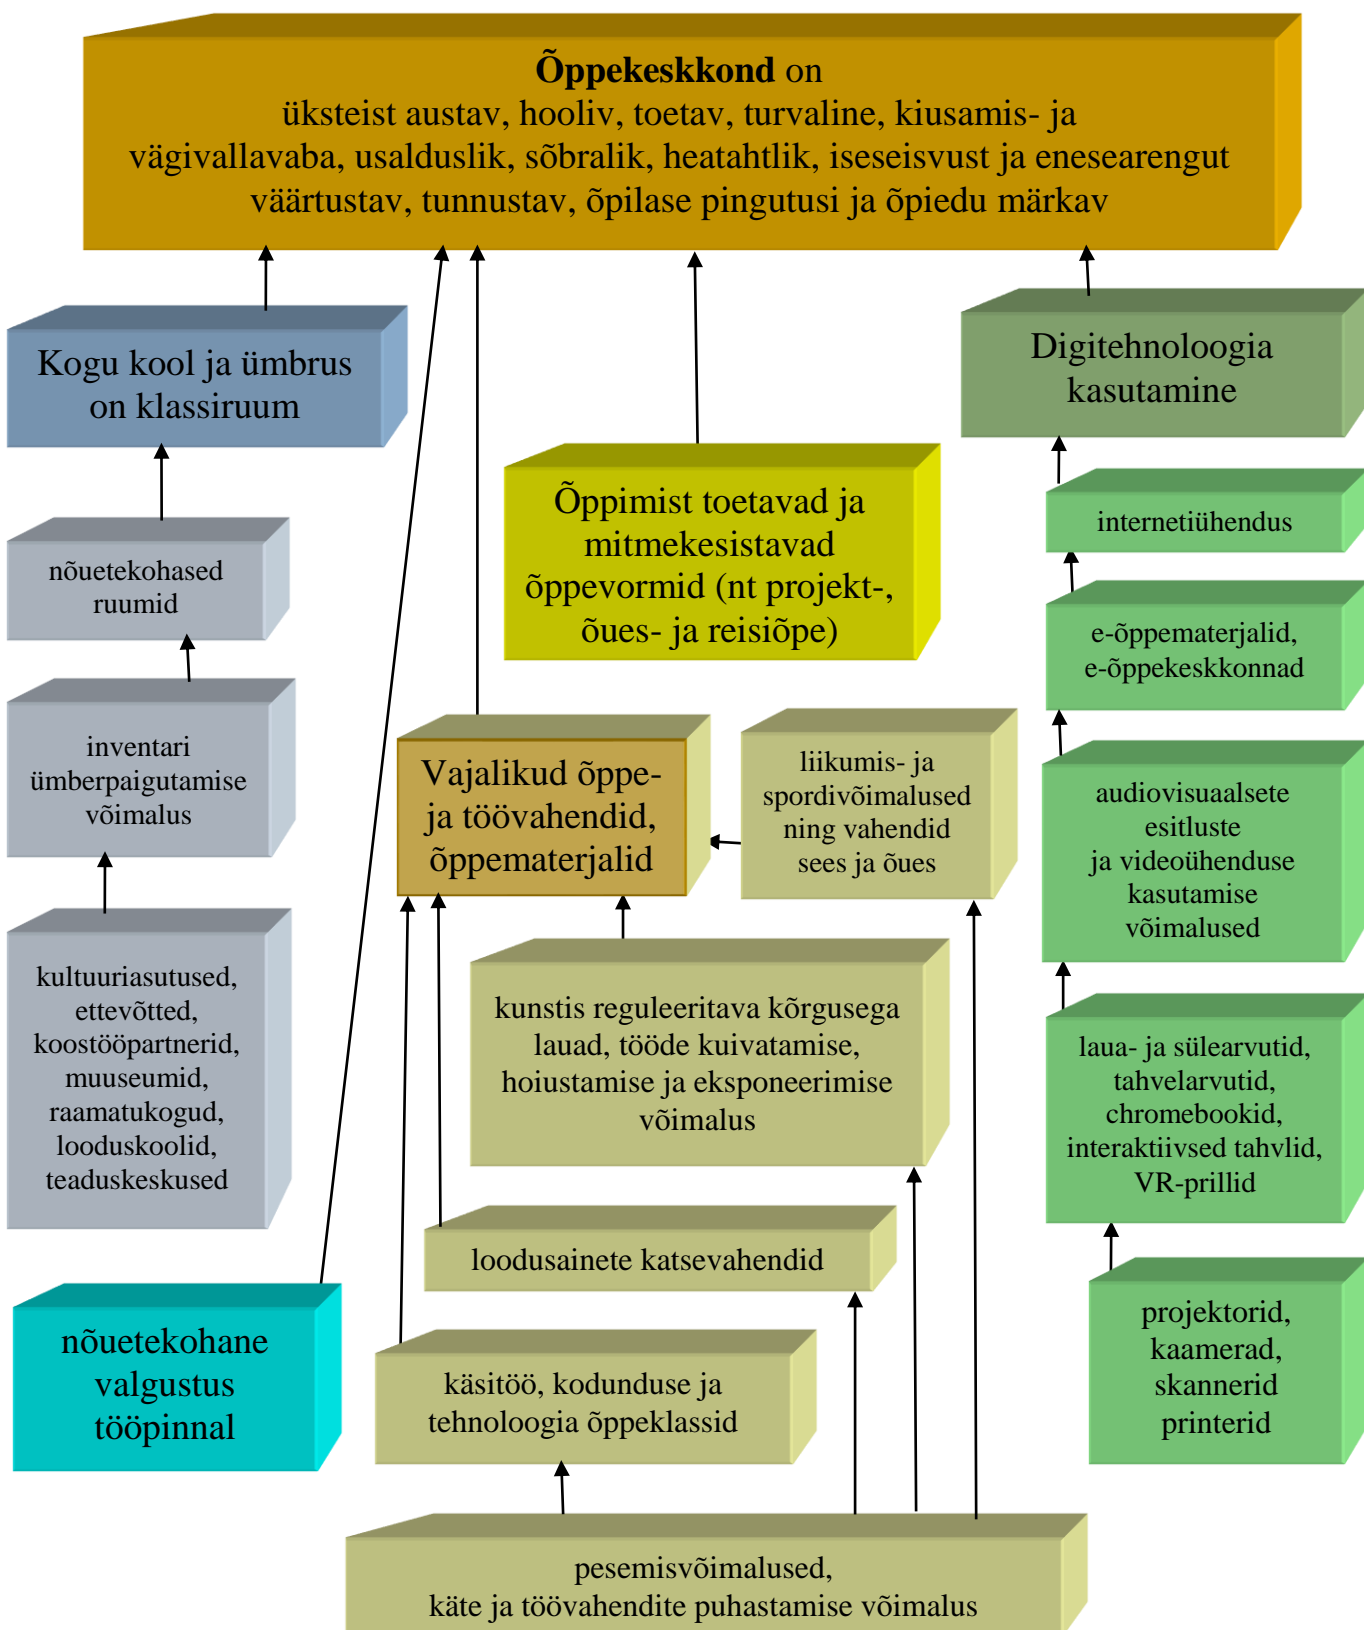 Õppekeskkond on
üksteist austav, hooliv, toetav, turvaline, kiusamis- ja
vägivallavaba, usalduslik, sõbralik, heatahtlik, iseseisvust ja enesearengut
väärtustav, tunnustav, õpilase pingutusi ja õpiedu märkav
Kogu kool ja ümbrus
on klassiruum
Digitehnoloogia
kasutamine
Õppimist toetavad ja
mitmekesistavad
õppevormid (nt projekt-,
õues- ja reisiõpe)
internetiühendus
nõuetekohased
ruumid
e-õppematerjalid,
e-õppekeskkonnad
inventari
ümberpaigutamise
võimalus
Vajalikud õppe-
ja töövahendid,
õppematerjalid
liikumis- ja
spordivõimalused
ning vahendid
sees ja õues
audiovisuaalsete
esitluste
ja videoühenduse
kasutamise
võimalused
kultuuriasutused,
ettevõtted,
koostööpartnerid,
muuseumid,
raamatukogud,
looduskoolid,
teaduskeskused
kunstis reguleeritava kõrgusega
lauad, tööde kuivatamise,
hoiustamise ja eksponeerimise
võimalus
laua- ja sülearvutid,
tahvelarvutid,
chromebookid,
interaktiivsed tahvlid,
VR-prillid
loodusainete katsevahendid
nõuetekohane
valgustus
tööpinnal
käsitöö, kodunduse ja
tehnoloogia õppeklassid
projektorid,
kaamerad,
skannerid
printerid
pesemisvõimalused,
käte ja töövahendite puhastamise võimalus